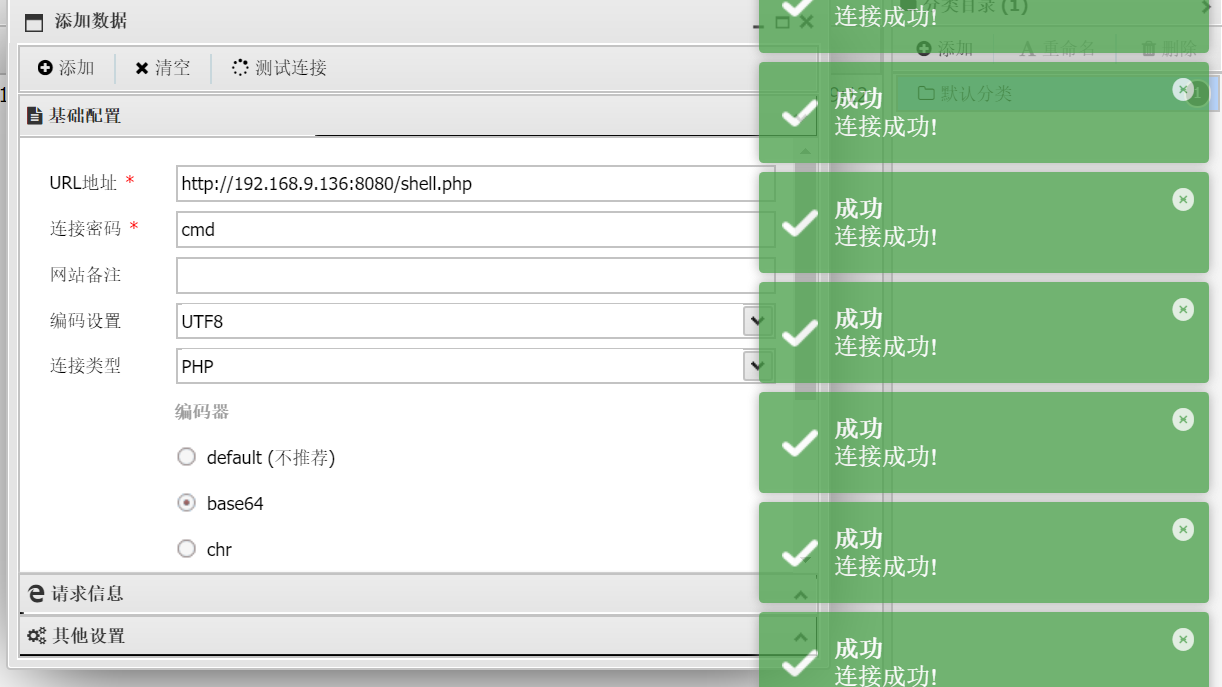 添加数据
添加 清空 测试连接
基础配置
URL地址 *
http://192.168.9.136:8080/shell.php
连接密码 *
cmd
网站备注
编码设置
UTF8
连接类型
PHP
编码器
default (不推荐)
base64
chr
请求信息
其他设置
分类目录 (1)
添加 重命名 删除
默认分类
1
连接成功!
成功
连接成功!
成功
连接成功!
成功
连接成功!
成功
连接成功!
成功
连接成功!
成功
连接成功!